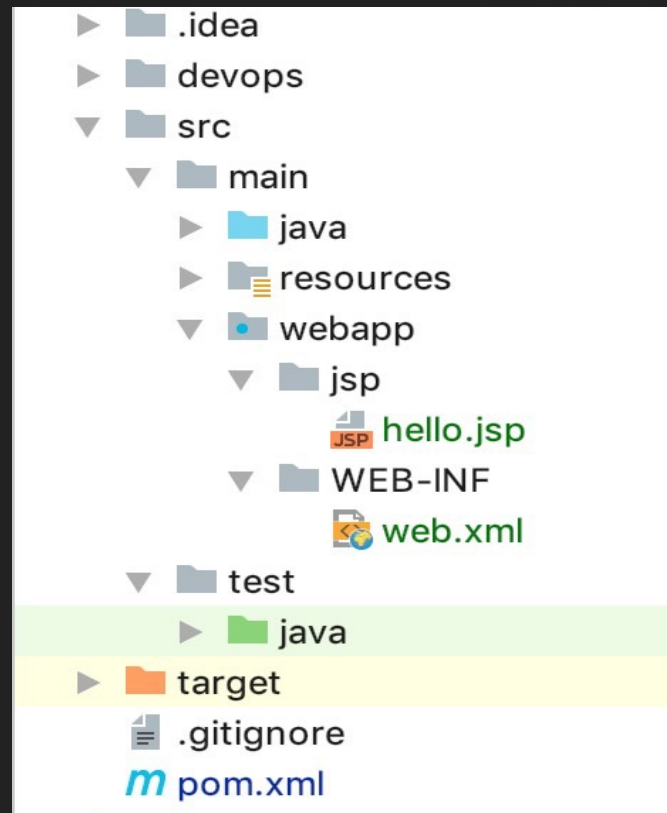 .idea
devops
src
main
java
resources
webapp
jsp
JSP hello.jsp
WEB-INF
web.xml
test
java
target
.gitignore
m pom.xml